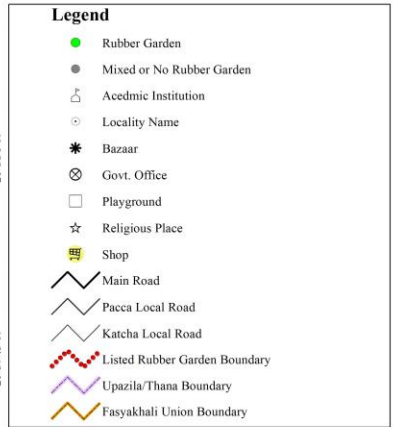 Legend
Rubber Garden
Mixed or No Rubber Garden
Acedmic Institution
Locality Name
Bazaar
Govt. Office
Playground
Religious Place
Shop
Main Road
Pacca Local Road
Katcha Local Road
Listed Rubber Garden Boundary
Upazila/Thana Boundary
Fasyakhali Union Boundary